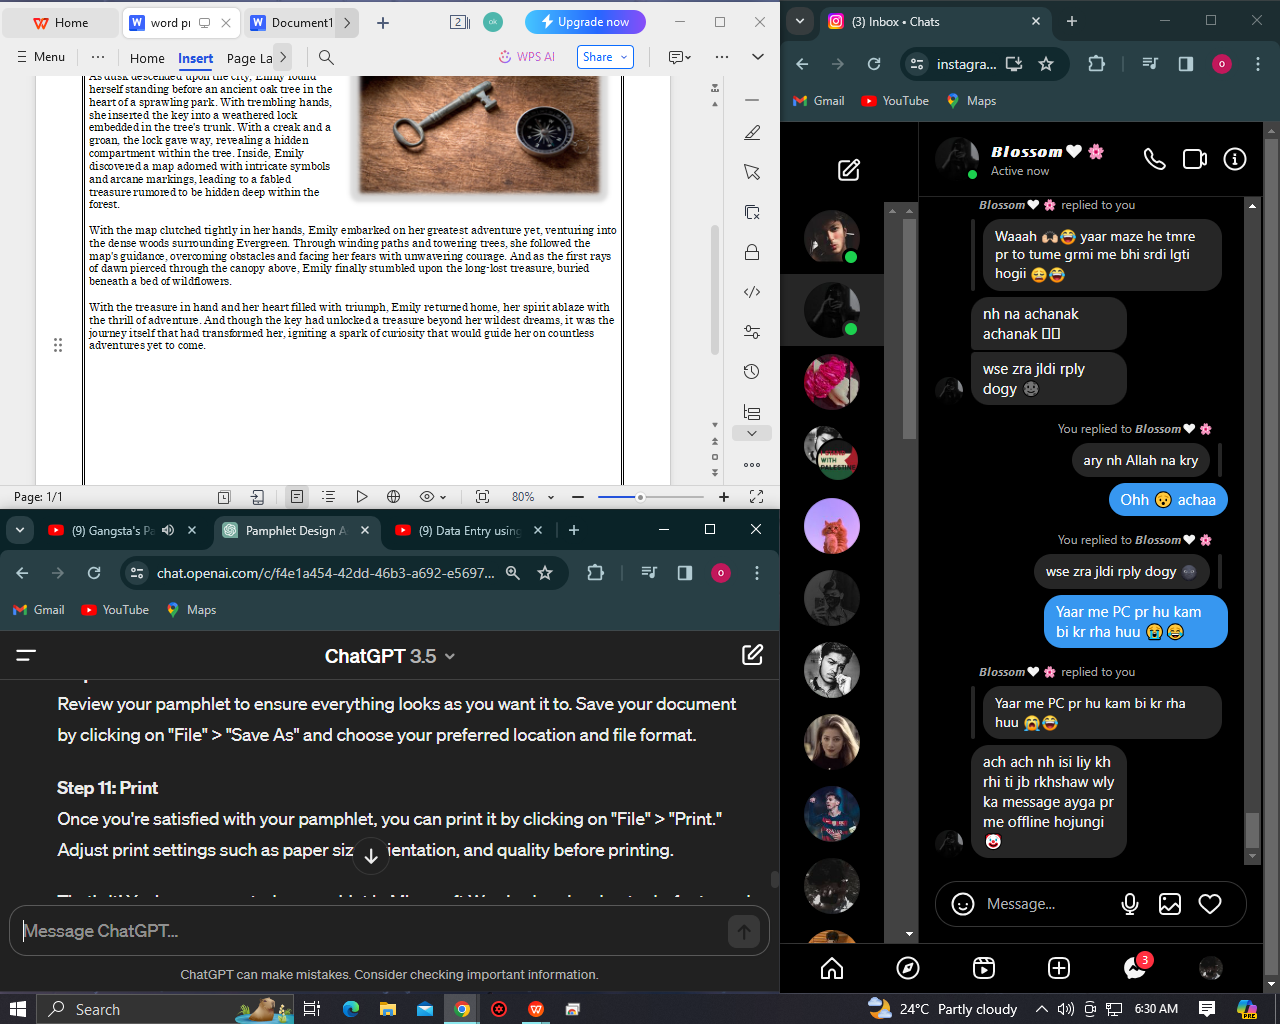 Home
word pr
Document1
2
ok
Upgrade now
Menu
Home
Insert
Page La
WPS AI
Share
As dusk descended upon the city, Emily found
herself standing before an ancient oak tree in the
heart of a sprawling park. With trembling hands,
she inserted the key into a weathered lock
embedded in the tree's trunk. With a creak and a
groan, the lock gave way, revealing a hidden
compartment within the tree. Inside, Emily
discovered a map adorned with intricate symbols
and arcane markings, leading to a fabled
treasure rumored to be hidden deep within the
forest.
With the map clutched tightly in her hands, Emily embarked on her greatest adventure yet, venturing into
the dense woods surrounding Evergreen. Through winding paths and towering trees, she followed the
map's guidance, overcoming obstacles and facing her fears with unwavering courage. And as the first rays
of dawn pierced through the canopy above, Emily finally stumbled upon the long-lost treasure, buried
beneath a bed of wildflowers.
With the treasure in hand and her heart filled with triumph, Emily returned home, her spirit ablaze with
the thrill of adventure. And though the key had unlocked a treasure beyond her wildest dreams, it was the
journey itself that had transformed her, igniting a spark of curiosity that would guide her on countless
adventures yet to come.
Page: 1/1
80%
(9) Gangsta's Pa
Pamphlet Design A
(9) Data Entry using
chat.openai.com/c/f4e1a454-42dd-46b3-a692-e5697...
o
Gmail
YouTube
Maps
ChatGPT 3.5
Review your pamphlet to ensure everything looks as you want it to. Save your document
by clicking on "File" > "Save As" and choose your preferred location and file format.
Step 11: Print
Once you're satisfied with your pamphlet, you can print it by clicking on "File" > "Print."
Adjust print settings such as paper size, orientation, and quality before printing.
Message ChatGPT...
ChatGPT can make mistakes. Consider checking important information.
(3) Inbox • Chats
instagra...
o
Gmail
YouTube
Maps
Blossom🤍🌸
Active now
Blossom🤍🌸 replied to you
Waaah 🙌🏻😂 yaar maze he tmre
pr to tume grmi me bhi srdi lgti
hogii 😅😂
nh na achanak
achanak ▯▯
wse zra jldi rply
dogy 🌚
You replied to Blossom🤍🌸
ary nh Allah na kry
Ohh 😯 achaa
You replied to Blossom🤍🌸
wse zra jldi rply dogy 🌚
Yaar me PC pr hu kam
bi kr rha huu 😭😂
Blossom🤍🌸 replied to you
Yaar me PC pr hu kam bi kr rha
huu 😭😂
ach ach nh isi liy kh
rhi ti jb rkhshaw wly
ka message ayga pr
me offline hojungi
🤡
WITH
PALESTINE
Message...
3
Search
24°C Partly cloudy
6:30 AM
PRE